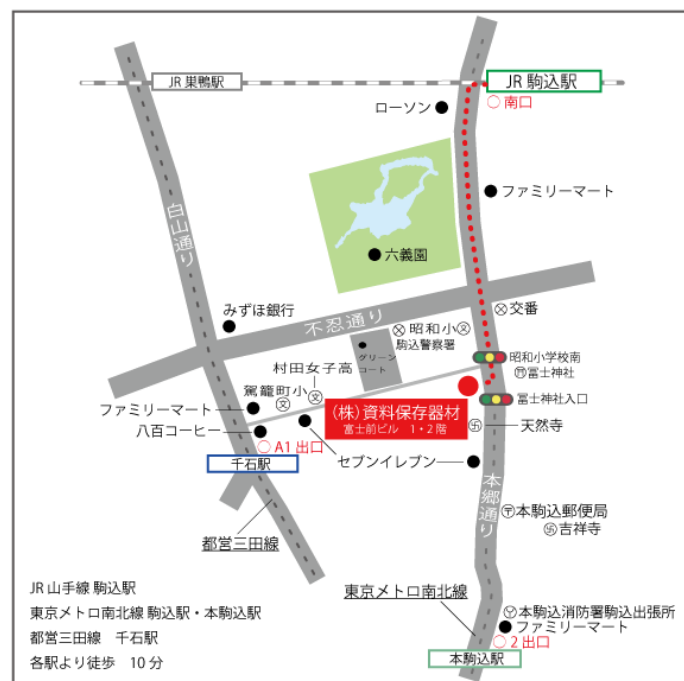 JR 巣鴨駅
JR 駒込駅
ローソン
南口
ファミリーマート
白山通り
六義園
みずほ銀行
不忍通り
交番
昭和小
文
駒込警察署
グリーン
コート
昭和小学校南
富士神社
村田女子高
駕籠町小
文
文
ファミリーマート
(株)資料保存器材
富士前ビル 1・2階
富士神社入口
八百コーヒー
天然寺
A1 出口
セブンイレブン
千石駅
本郷通り
〒本駒込郵便局
吉祥寺
都営三田線
東京メトロ南北線
JR 山手線 駒込駅
東京メトロ南北線 駒込駅・本駒込駅
都営三田線 千石駅
各駅より徒歩 10 分
本駒込消防署駒込出張所
ファミリーマート
2 出口
本駒込駅